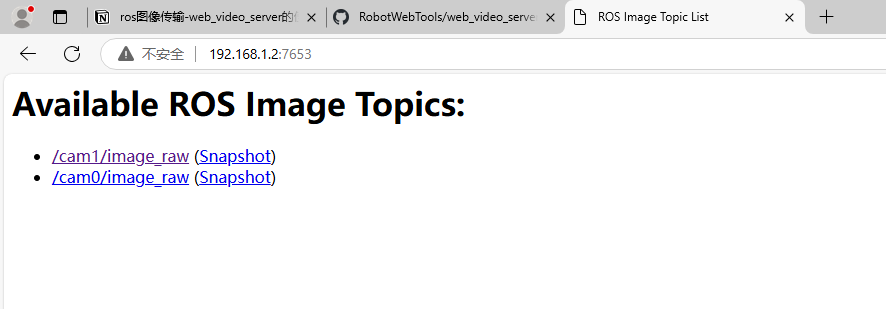 ros图像传输-web_video_server的
RobotWebTools/web_video_serve
ROS Image Topic List
不安全
192.168.1.2:7653
Available ROS Image Topics:
/cam1/image_raw (Snapshot)
/cam0/image_raw (Snapshot)